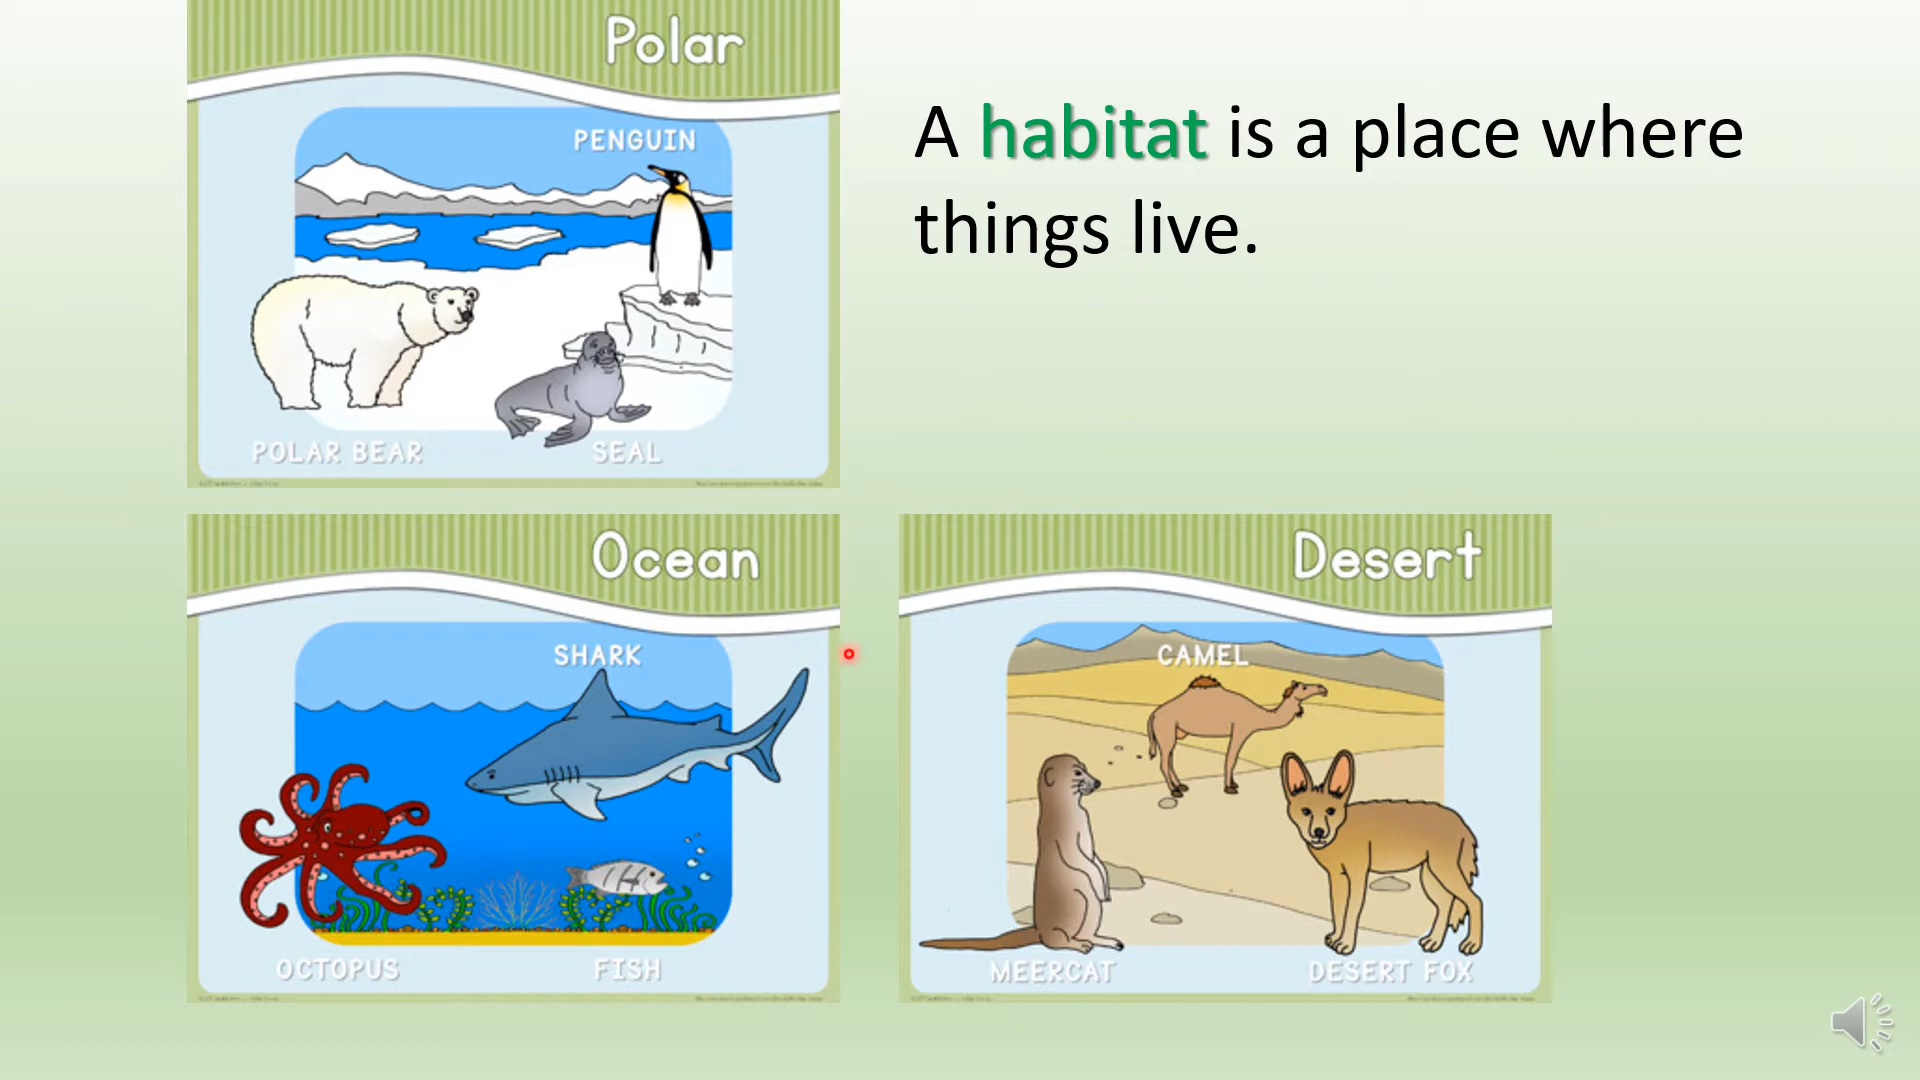 Polar
PENGUIN
POLAR BEAR
SEAL
A habitat is a place where
things live.
Ocean
SHARK
OCTOPUS
FISH
Desert
CAMEL
MEERCAT
DESERT FOX